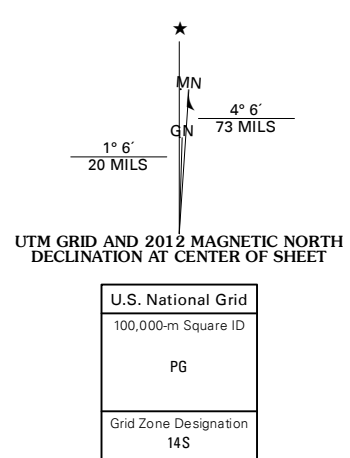 ★
MN
GN
4° 6´
73 MILS
1° 6´
20 MILS
UTM GRID AND 2012 MAGNETIC NORTH
DECLINATION AT CENTER OF SHEET
U.S. National Grid
100,000-m Square ID
PG
Grid Zone Designation
14S